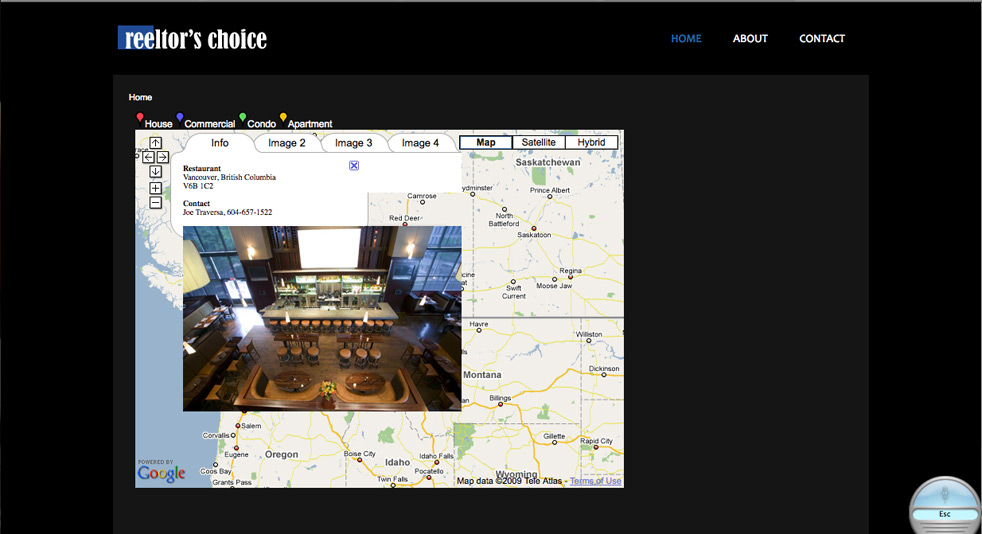 reeltor's choice
HOME ABOUT CONTACT
Home
House Commercial Condo Apartment
Info Image 2 Image 3 Image 4 Map Satellite Hybrid
Restaurant
Vancouver, British Columbia
V6B 1C2
Contact
Joe Traversa, 604-657-1522
Saskatchewan
Prince Albert
Camrose
ydminster
Red Deer
North
Battleford
Saskatoon
Regina
cine
at
Swift
Current
Moose Jaw
Havre
Williston
lls
Montana
Dickinson
Billings
Salem
Corvallis
Eugene
Oregon
Boise City
Idaho
Idaho Falls
Pocatello
Gillette
Rapid City
Coos Bay
Grants Pass
Twin Falls
Wyoming
POWERED BY
Google
Map data ©2009 Tele Atlas - Terms of Use
Esc